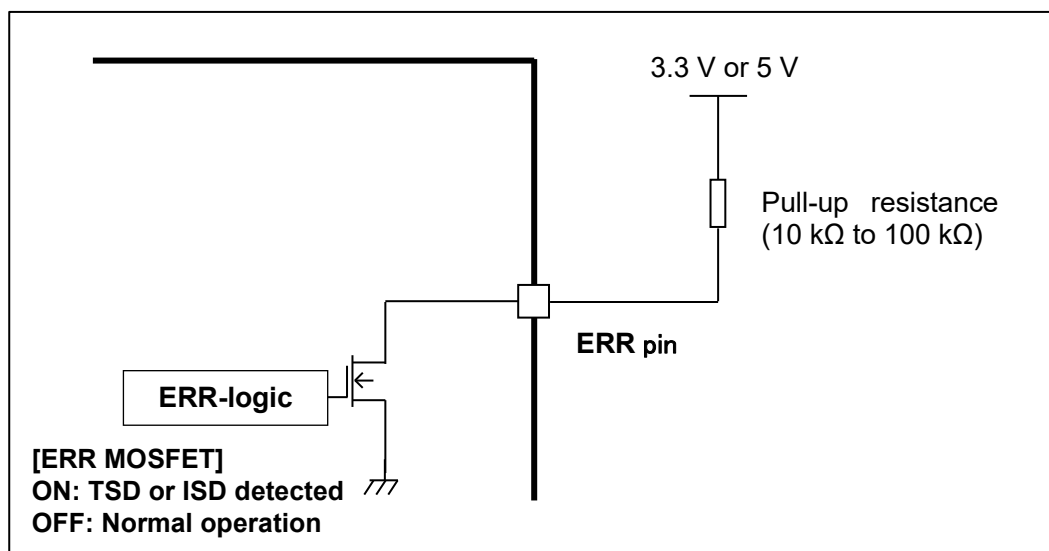 3.3 V or 5 V
Pull-up resistance
(10 kΩ to 100 kΩ)
ERR pin
ERR-logic
[ERR MOSFET]
ON: TSD or ISD detected
OFF: Normal operation